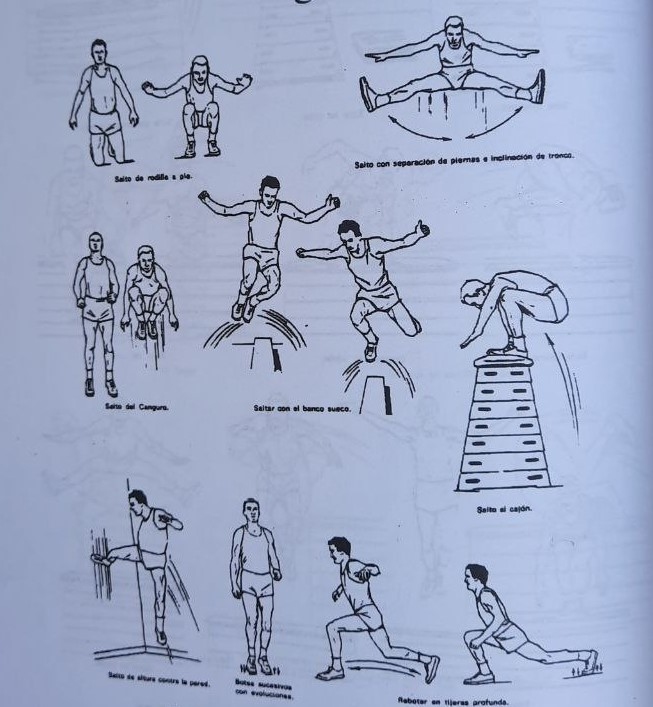 Salto de rodilla a pie.
Salto con separación de piernas e inclinación de tronco.
Salto del Canguro.
Saltar con el banco sueco.
Salto al cajón.
Salto de altura contra la pared.
Botes sucesivos
con evoluciones.
Rebotar en tijeras profunda.